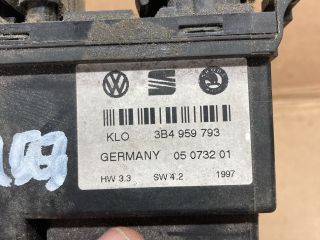 KLO 3B4 959 793
GERMANY 05 0732 01
HW 3.3 SW 4.2 1997